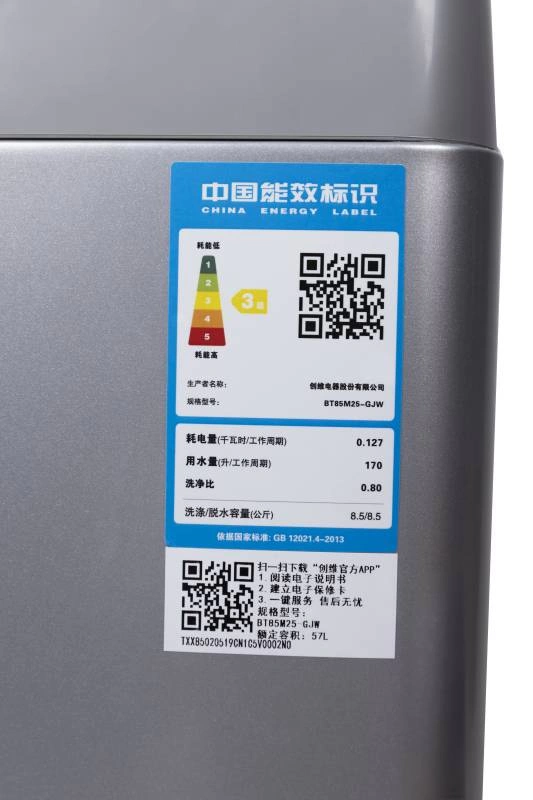 中国能效标识
CHINA ENERGY LABEL
耗能低
1
2
3
4
5
3级
耗能高
生产者名称: 创维电器股份有限公司
规格型号: BT85M25-GJW
耗电量(千瓦时/工作周期) 0.127
用水量(升/工作周期) 170
洗净比 0.80
洗涤/脱水容量(公斤) 8.5/8.5
依据国家标准: GB 12021.4-2013
扫一扫下载“创维官方APP”
1. 阅读电子说明书
2. 建立电子保修卡
3. 一键服务 售后无忧
规格型号:
BT85M25-GJW
额定容积: 57L
TXX85020519CN1C5V0002N0